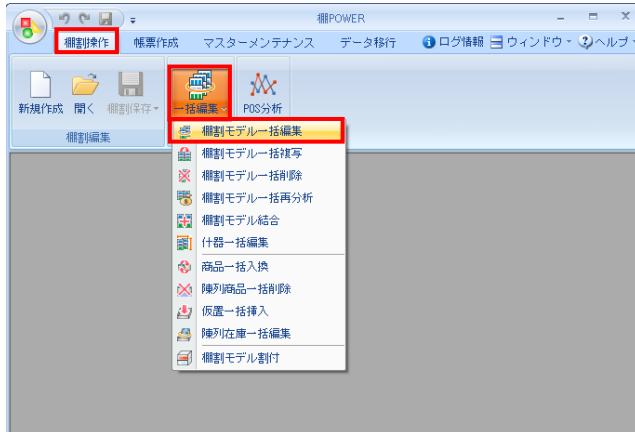 棚POWER
棚割操作 帳票作成 マスターメンテナンス データ移行 ログ情報 ウィンドウ ヘルプ
新規作成 開く 棚割保存 一括編集 POS分析
棚割編集
棚割モデル一括編集
棚割モデル一括複写
棚割モデル一括削除
棚割モデル一括再分析
棚割モデル結合
什器一括編集
商品一括入換
陳列商品一括削除
仮置一括挿入
陳列在庫一括編集
棚割モデル割付